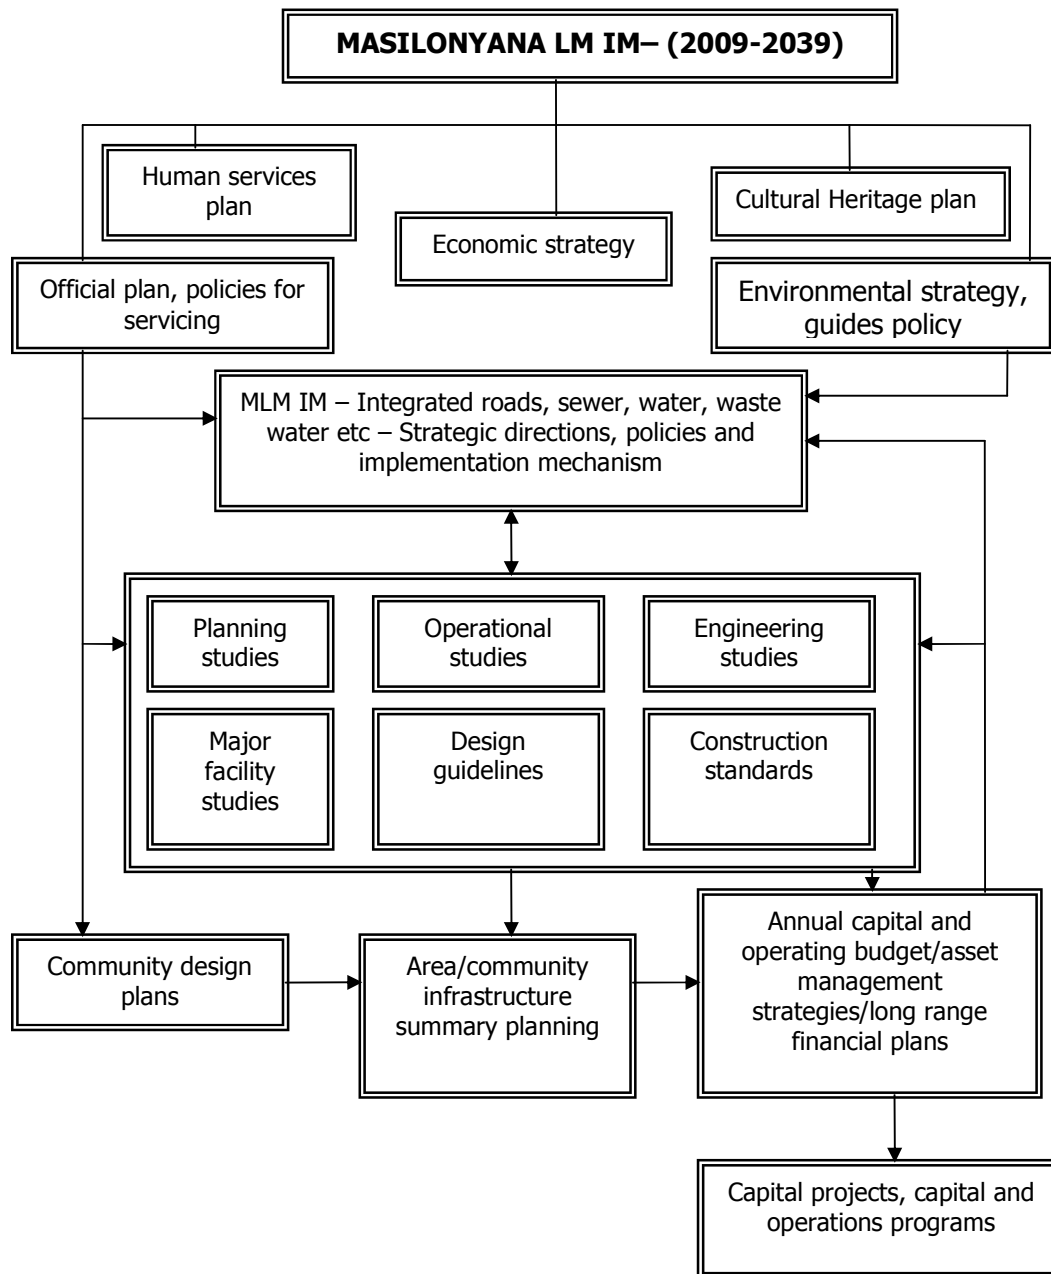 MASILONYANA LM IM– (2009-2039)
Human services
plan
Cultural Heritage plan
Economic strategy
Official plan, policies for
servicing
Environmental strategy,
guides policy
MLM IM – Integrated roads, sewer, water, waste
water etc – Strategic directions, policies and
implementation mechanism
Planning
studies
Operational
studies
Engineering
studies
Major
facility
studies
Design
guidelines
Construction
standards
Community design
plans
Area/community
infrastructure
summary planning
Annual capital and
operating budget/asset
management
strategies/long range
financial plans
Capital projects, capital and
operations programs